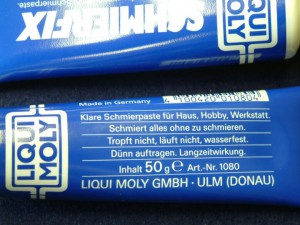 LIQUI
MOLY
SCHMIERFIX
Schmierpaste.
Made in Germany
Klare Schmierpaste für Haus, Hobby, Werkstatt.
Schmiert alles ohne zu schmieren.
Tropft nicht, läuft nicht, wasserfest.
Dünn auftragen. Langzeitwirkung.
Inhalt 50 g e Art.-Nr. 1080
LIQUI MOLY GMBH · ULM (DONAU)
LIQUI
MOLY